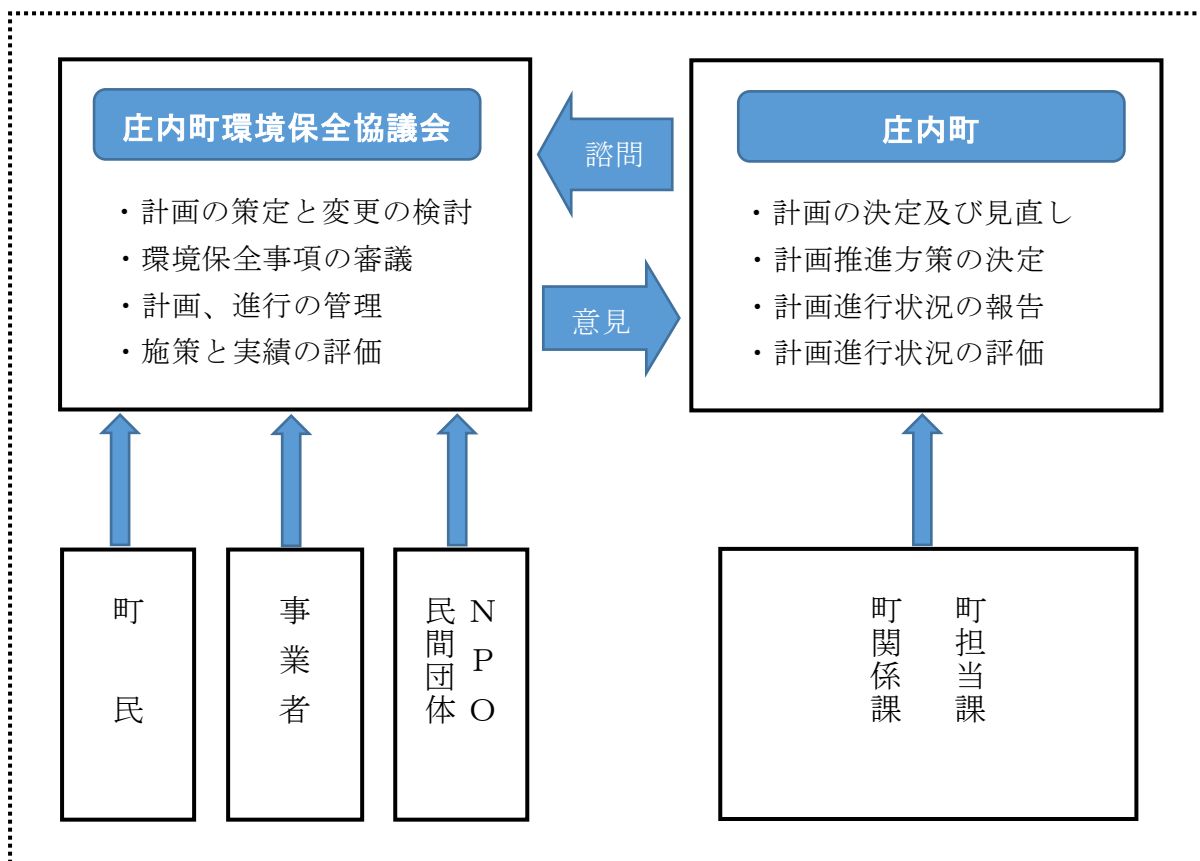 庄内町環境保全協議会
・計画の策定と変更の検討
・環境保全事項の審議
・計画、進行の管理
・施策と実績の評価
諮問
意見
庄内町
・計画の決定及び見直し
・計画推進方策の決定
・計画進行状況の報告
・計画進行状況の評価
町民
事業者
ＮＰＯ
民間団体
町担当課
町関係課